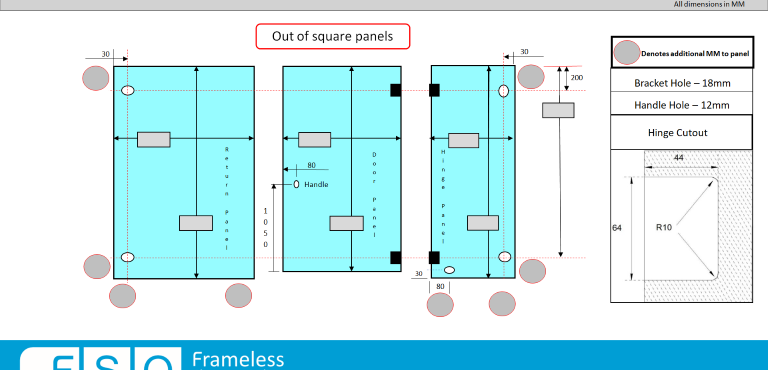 All dimensions in MM
Out of square panels
30
30
200
Denotes additional MM to panel
Bracket Hole – 18mm
Handle Hole – 12mm
Hinge Cutout
44
64
R10
Return Panel
Door Panel
Hinge Panel
80
Handle
1050
30
80
Frameless